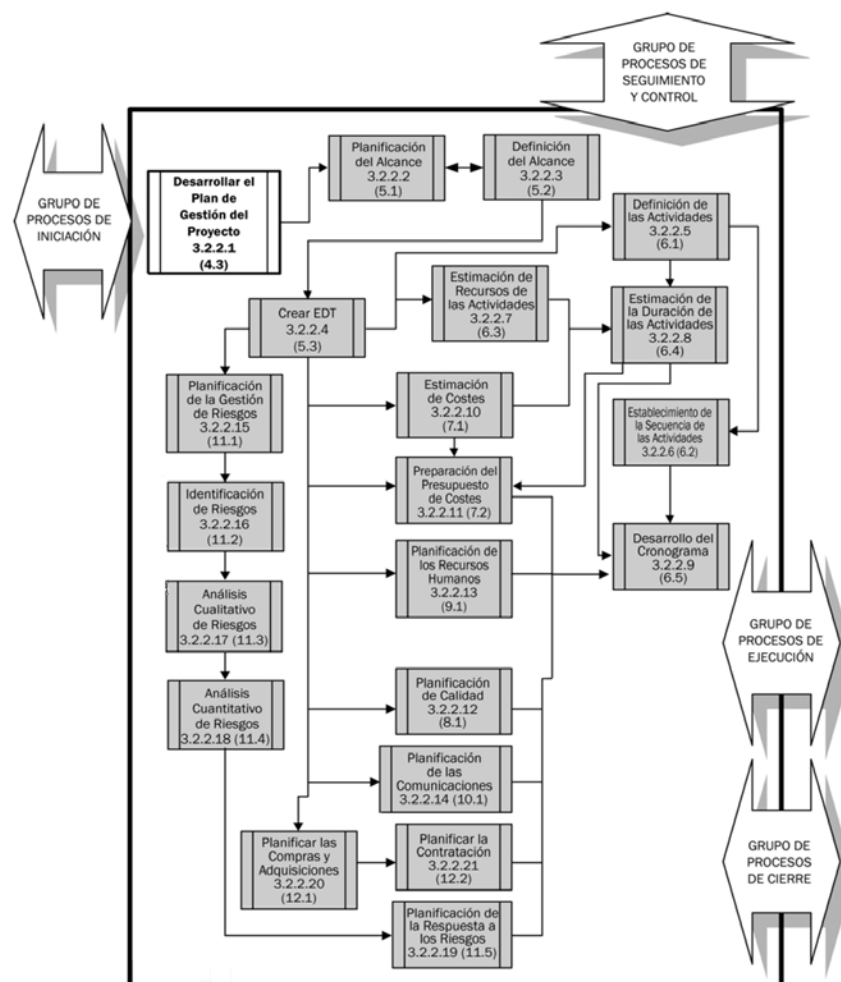 GRUPO DE
PROCESOS DE
SEGUIMIENTO
Y CONTROL
GRUPO DE
PROCESOS DE
INICIACIÓN
Desarrollar el
Plan de
Gestión del
Proyecto
3.2.2.1
(4.3)
Planificación
del Alcance
3.2.2.2
(5.1)
Definición
del Alcance
3.2.2.3
(5.2)
Definición de
las Actividades
3.2.2.5
(6.1)
Crear EDT
3.2.2.4
(5.3)
Estimación de
Recursos de
las Actividades
3.2.2.7
(6.3)
Estimación de
la Duración de
las Actividades
3.2.2.8
(6.4)
Planificación
de la Gestión
de Riesgos
3.2.2.15
(11.1)
Estimación
de Costes
3.2.2.10
(7.1)
Establecimiento de
la Secuencia de
las Actividades
3.2.2.6 (6.2)
Identificación
de Riesgos
3.2.2.16
(11.2)
Preparación del
Presupuesto
de Costes
3.2.2.11 (7.2)
Desarrollo del
Cronograma
3.2.2.9
(6.5)
Análisis
Cualitativo
de Riesgos
3.2.2.17 (11.3)
Planificación de
los Recursos
Humanos
3.2.2.13
(9.1)
GRUPO DE
PROCESOS DE
EJECUCIÓN
Análisis
Cuantitativo
de Riesgos
3.2.2.18 (11.4)
Planificación
de Calidad
3.2.2.12
(8.1)
Planificación
de las
Comunicaciones
3.2.2.14 (10.1)
Planificar las
Compras y
Adquisiciones
3.2.2.20
(12.1)
Planificar la
Contratación
3.2.2.21
(12.2)
GRUPO DE
PROCESOS
DE CIERRE
Planificación de
la Respuesta a
los Riesgos
3.2.2.19 (11.5)